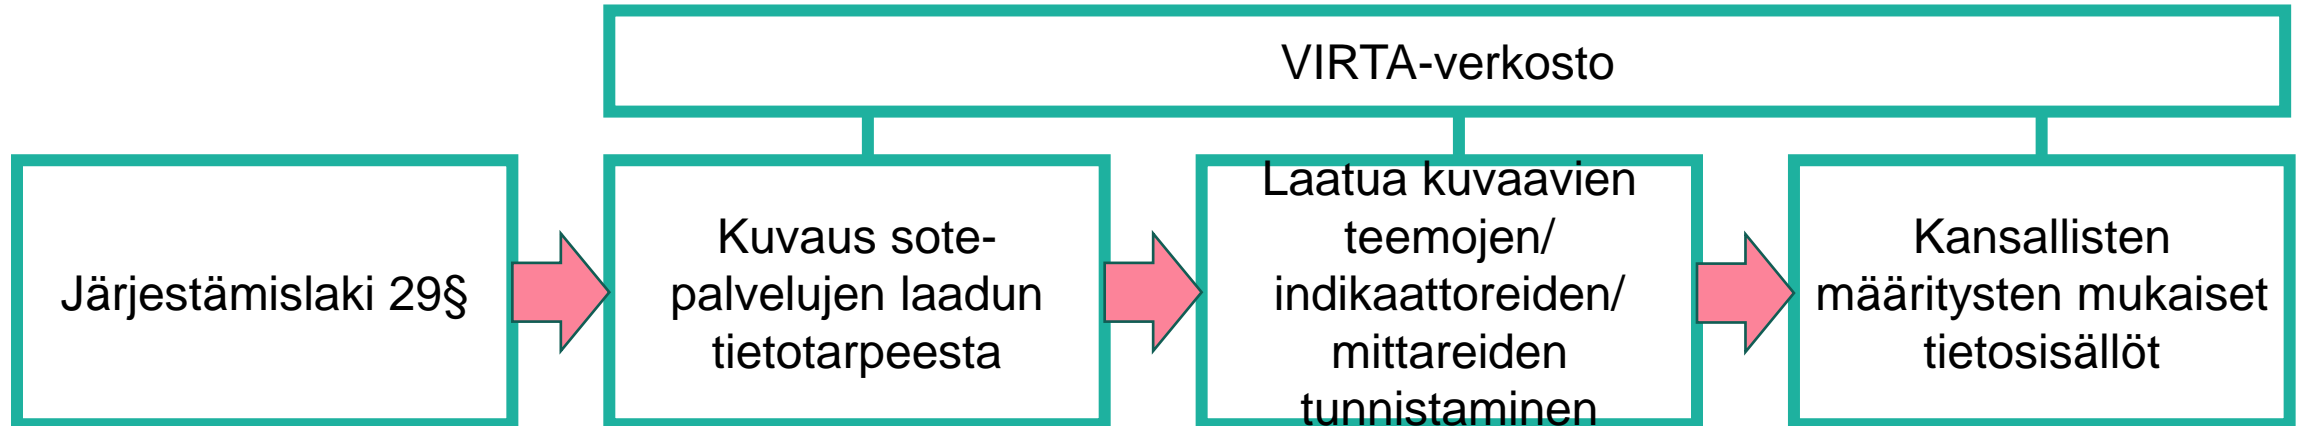 VIRTA-verkosto
Järjestämislaki 29§
Kuvaus sote-
palvelujen laadun
tietotarpeesta
Laatua kuvaavien
teemojen/
indikaattoreiden/
mittareiden
tunnistaminen
Kansallisten
määritysten mukaiset
tietosisällöt